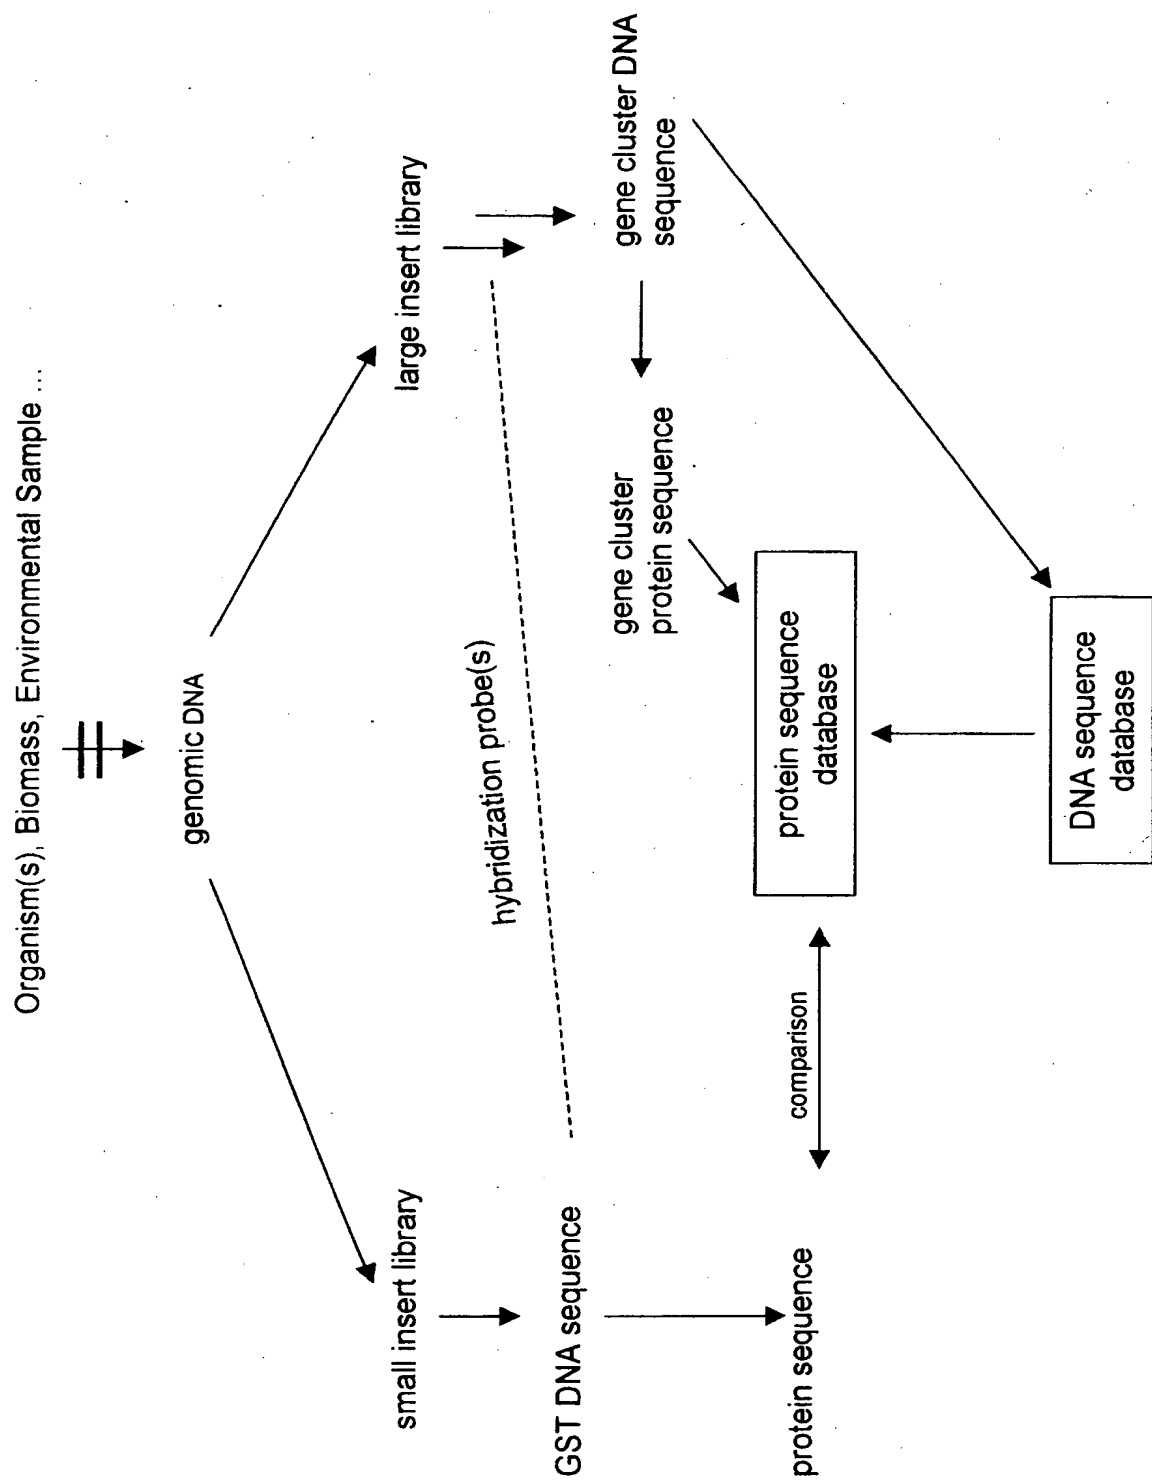 Organism(s), Biomass, Environmental Sample ...
genomic DNA
small insert library
large insert library
hybridization probe(s)
GST DNA sequence
gene cluster DNA
sequence
gene cluster
protein sequence
protein sequence
comparison
protein sequence
database
DNA sequence
database